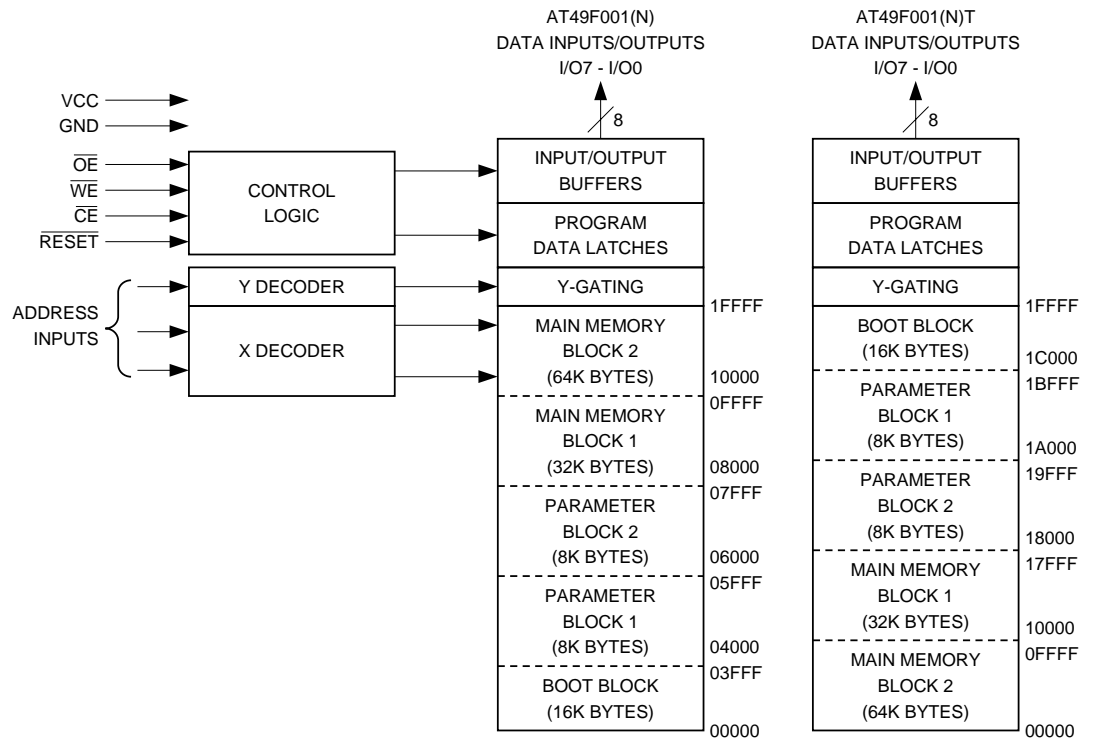 AT49F001(N)
DATA INPUTS/OUTPUTS
I/O7 - I/O0
8
AT49F001(N)T
DATA INPUTS/OUTPUTS
I/O7 - I/O0
8
VCC
GND
OE
WE
CE
RESET
CONTROL
LOGIC
ADDRESS
INPUTS
Y DECODER
X DECODER
INPUT/OUTPUT
BUFFERS
PROGRAM
DATA LATCHES
Y-GATING
1FFFF
MAIN MEMORY
BLOCK 2
(64K BYTES)
10000
0FFFF
MAIN MEMORY
BLOCK 1
(32K BYTES)
08000
07FFF
PARAMETER
BLOCK 2
(8K BYTES)
06000
05FFF
PARAMETER
BLOCK 1
(8K BYTES)
04000
03FFF
BOOT BLOCK
(16K BYTES)
00000
INPUT/OUTPUT
BUFFERS
PROGRAM
DATA LATCHES
Y-GATING
1FFFF
BOOT BLOCK
(16K BYTES)
1C000
1BFFF
PARAMETER
BLOCK 1
(8K BYTES)
1A000
19FFF
PARAMETER
BLOCK 2
(8K BYTES)
18000
17FFF
MAIN MEMORY
BLOCK 1
(32K BYTES)
10000
0FFFF
MAIN MEMORY
BLOCK 2
(64K BYTES)
00000